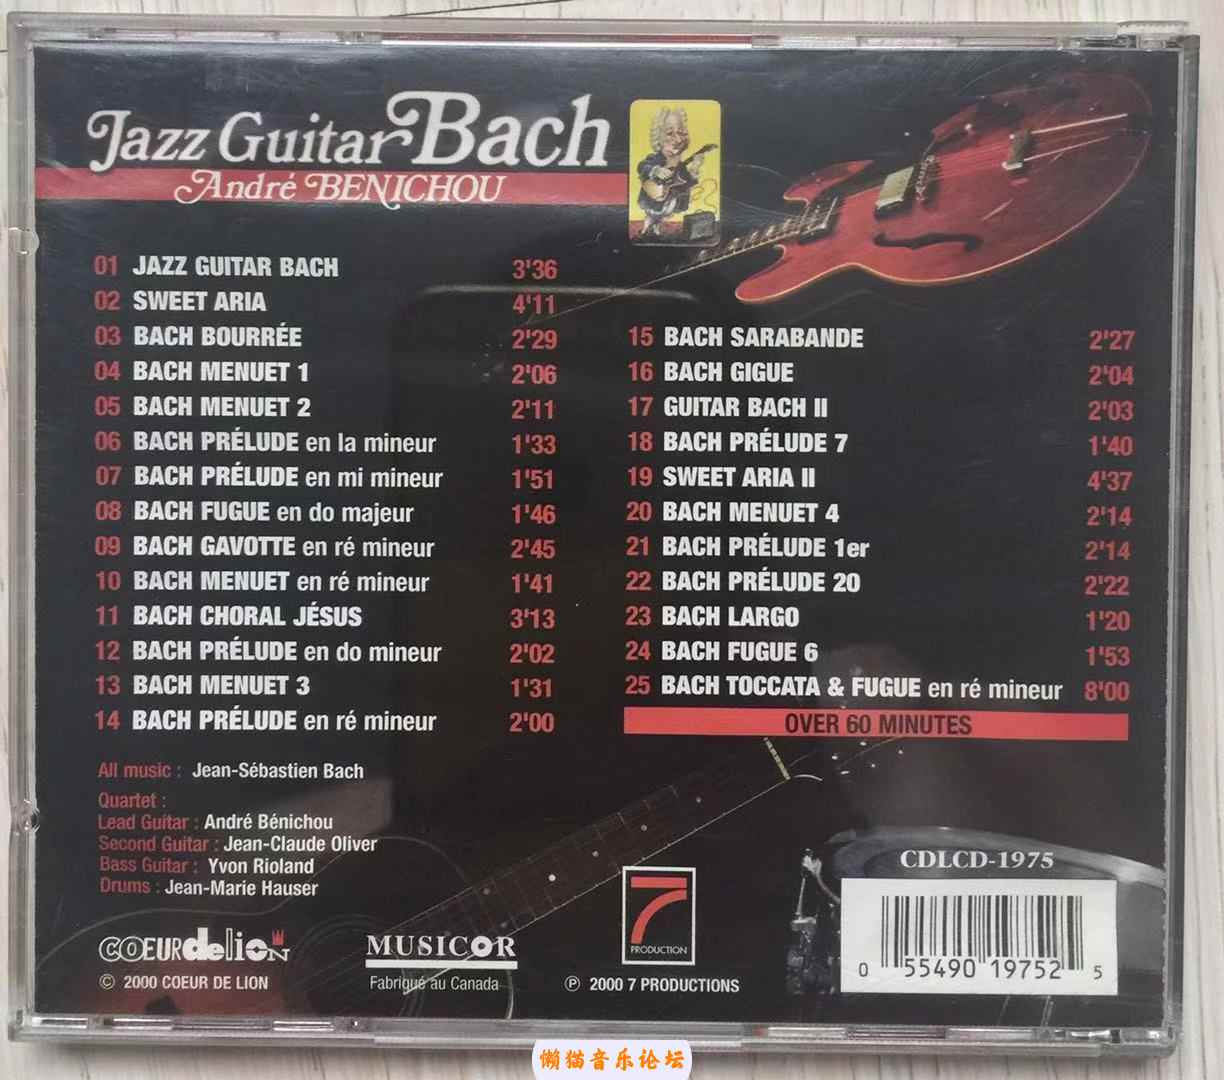 Jazz Guitar Bach
André BENICHOU
01 JAZZ GUITAR BACH 3'36
02 SWEET ARIA 4'11
03 BACH BOURRÉE 2'29
04 BACH MENUET 1 2'06
05 BACH MENUET 2 2'11
06 BACH PRÉLUDE en la mineur 1'33
07 BACH PRÉLUDE en mi mineur 1'51
08 BACH FUGUE en do majeur 1'46
09 BACH GAVOTTE en ré mineur 2'45
10 BACH MENUET en ré mineur 1'41
11 BACH CHORAL JÉSUS 3'13
12 BACH PRÉLUDE en do mineur 2'02
13 BACH MENUET 3 1'31
14 BACH PRÉLUDE en ré mineur 2'00
15 BACH SARABANDE 2'27
16 BACH GIGUE 2'04
17 GUITAR BACH II 2'03
18 BACH PRÉLUDE 7 1'40
19 SWEET ARIA II 4'37
20 BACH MENUET 4 2'14
21 BACH PRÉLUDE 1er 2'14
22 BACH PRÉLUDE 20 2'22
23 BACH LARGO 1'20
24 BACH FUGUE 6 1'53
25 BACH TOCCATA & FUGUE en ré mineur 8'00
OVER 60 MINUTES
All music : Jean-Sébastien Bach
Quartet :
Lead Guitar : André Bénichou
Second Guitar : Jean-Claude Oliver
Bass Guitar : Yvon Rioland
Drums : Jean-Marie Hauser
COEUR de liON
© 2000 COEUR DE LION
MUSICOR
Fabriqué au Canada
7
PRODUCTION
℗ 2000 7 PRODUCTIONS
CDLCD-1975
0 55490 19752 5
懒猫音乐论坛